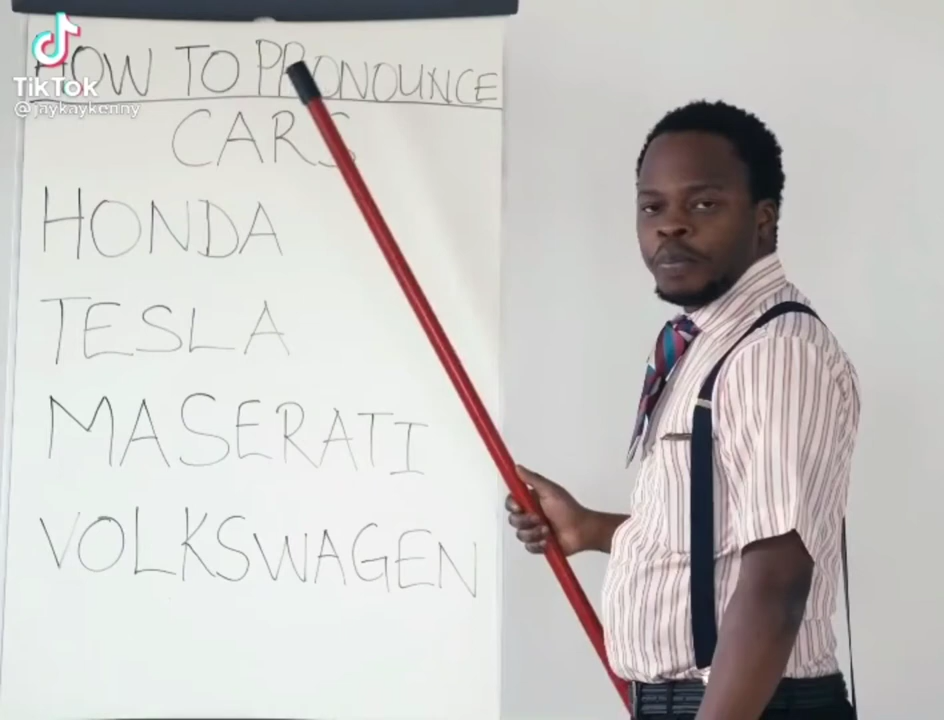 TikTok
@jaykaykenny
HOW TO PRONOUNCE
CARS
HONDA
TESLA
MASERATI
VOLKSWAGEN